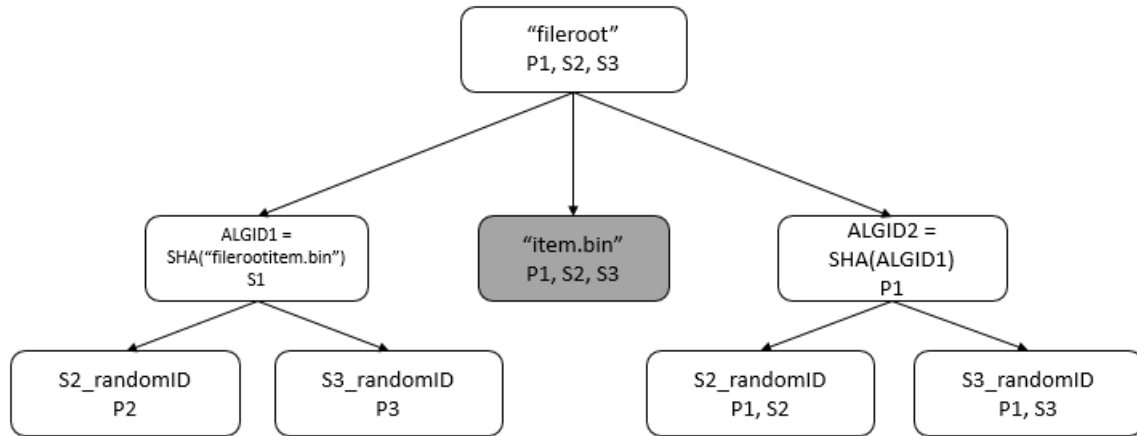 “fileroot”
P1, S2, S3
ALGID1 =
SHA(“filerootitem.bin”)
S1
“item.bin”
P1, S2, S3
ALGID2 =
SHA(ALGID1)
P1
S2_randomID
P2
S3_randomID
P3
S2_randomID
P1, S2
S3_randomID
P1, S3